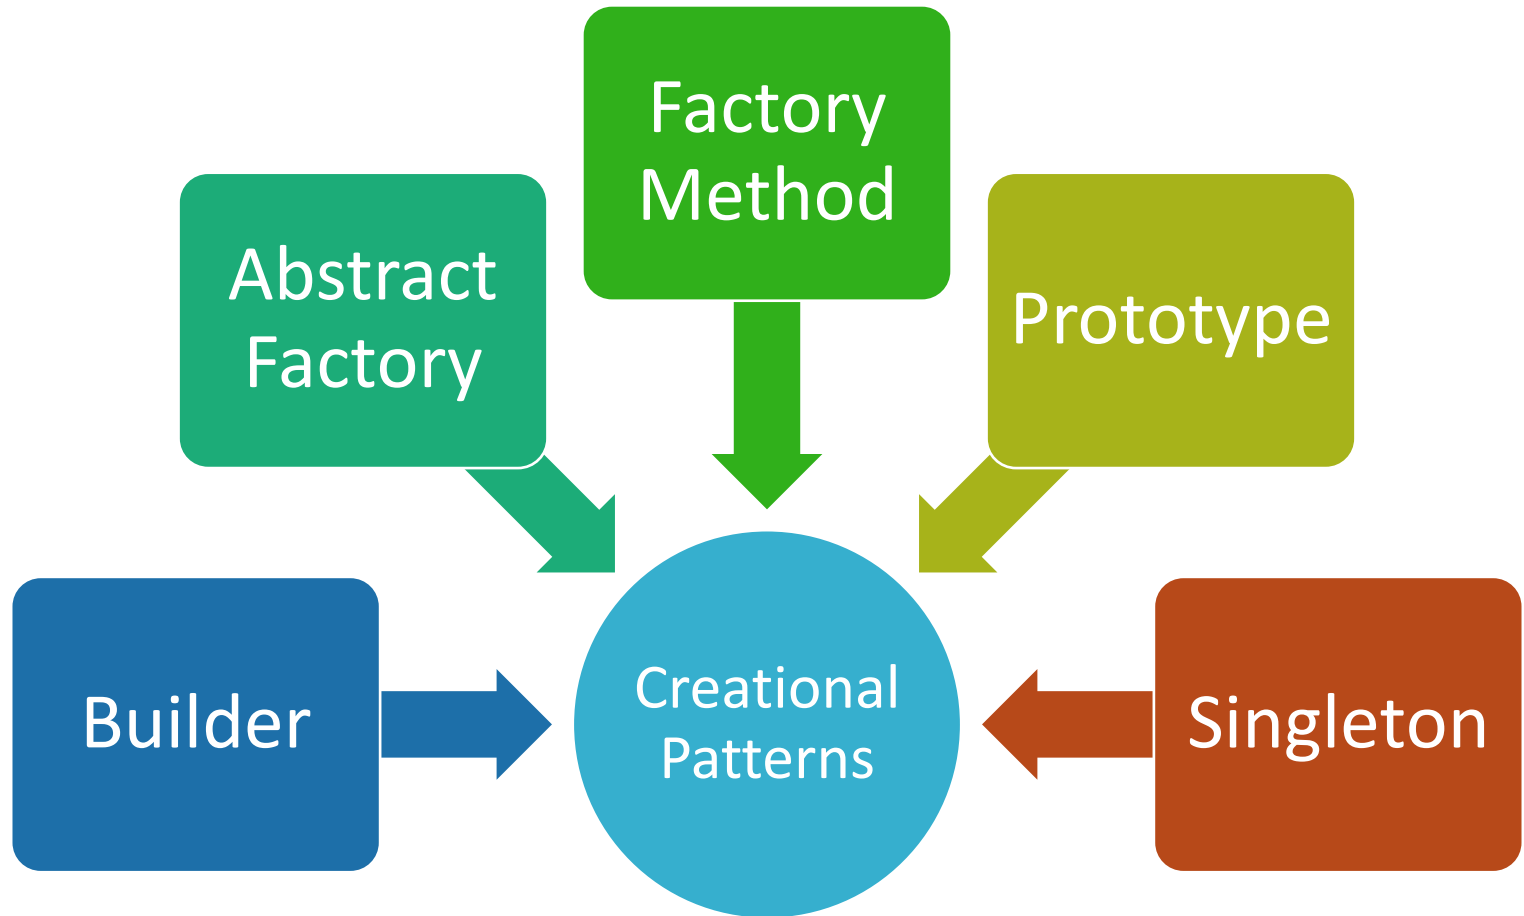 Factory
Method
Abstract
Factory
Prototype
Builder
Creational
Patterns
Singleton